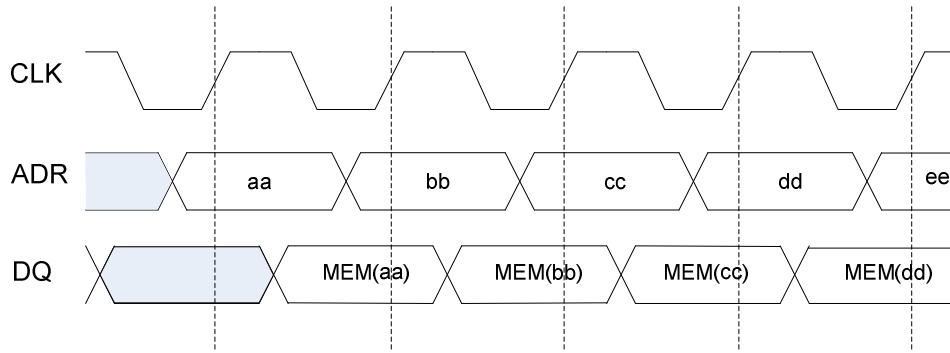 CLK
ADR aa bb cc dd ee
DQ MEM(aa) MEM(bb) MEM(cc) MEM(dd)